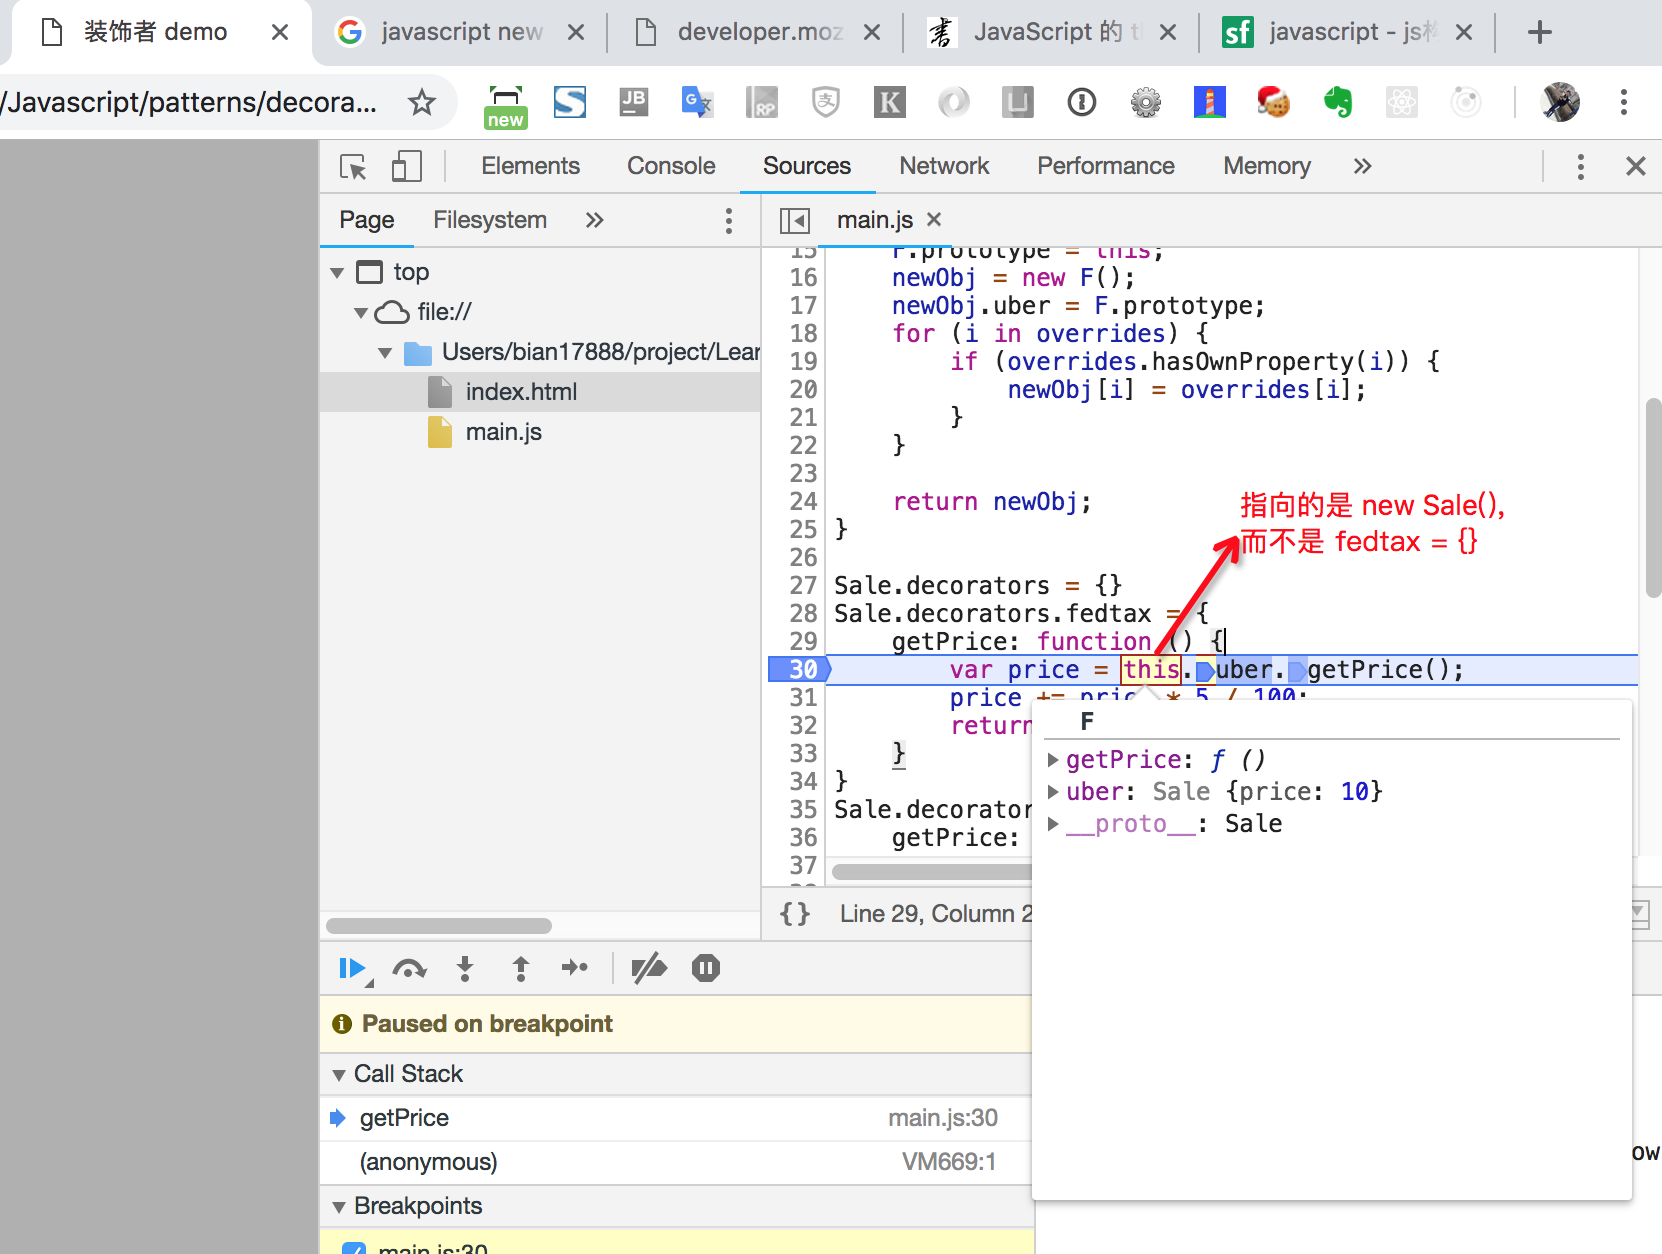 装饰者 demo
javascript new
developer.moz
JavaScript 的
javascript - js构
/Javascript/patterns/decora...
new
Elements
Console
Sources
Network
Performance
Memory
Page
Filesystem
main.js
top
file://
Users/bian17888/project/Lear
index.html
main.js
15 F.prototype = this;
16 newObj = new F();
17 newObj.uber = F.prototype;
18 for (i in overrides) {
19 if (overrides.hasOwnProperty(i)) {
20 newObj[i] = overrides[i];
21 }
22 }
23
24 return newObj;
25 }
26
27 Sale.decorators = {}
28 Sale.decorators.fedtax = {
29 getPrice: function () {
30 var price = this.uber.getPrice();
31 price += price * 5 / 100;
32 return
33 }
34 }
35 Sale.decorator
36 getPrice:
37
指向的是 new Sale(),
而不是 fedtax = {}
F
getPrice: ƒ ()
uber: Sale {price: 10}
__proto__: Sale
{} Line 29, Column 2
Paused on breakpoint
Call Stack
getPrice main.js:30
(anonymous) VM669:1
Breakpoints
main.js:30
ow